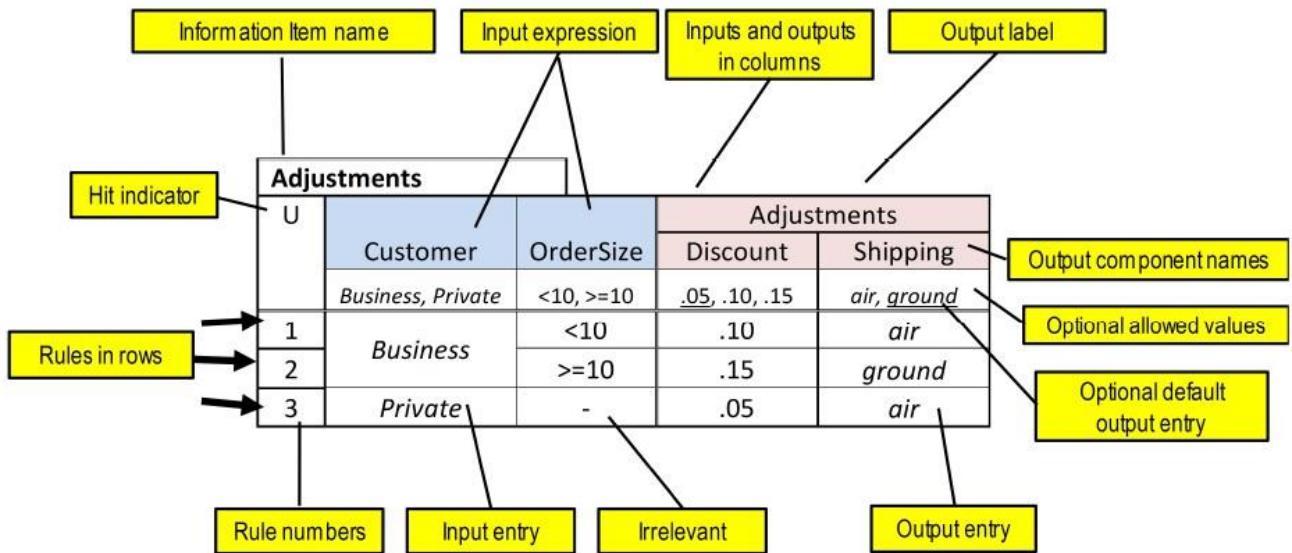 Information Item name
Input expression
Inputs and outputs
in columns
Output label
Hit indicator
Adjustments
U
Adjustments
Customer
OrderSize
Discount
Shipping
Output component names
Business, Private
<10, >=10
.05, .10, .15
air, ground
Optional allowed values
Rules in rows
1
Business
<10
.10
air
2
>=10
.15
ground
3
Private
-
.05
air
Optional default
output entry
Rule numbers
Input entry
Irrelevant
Output entry